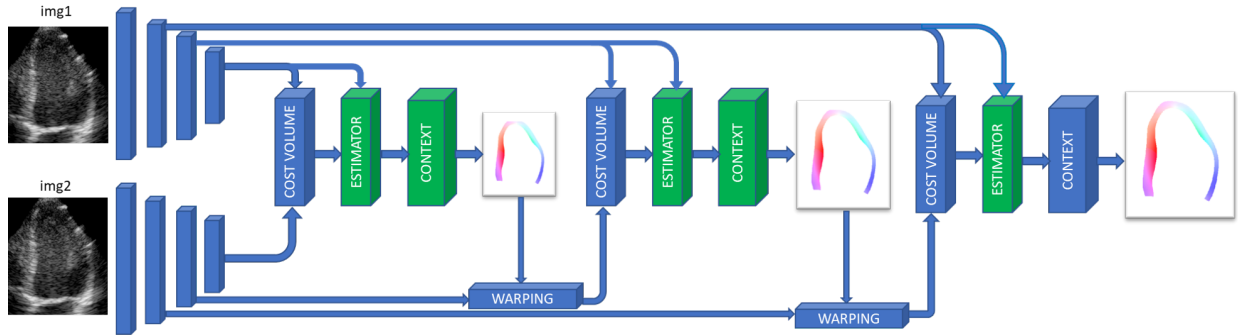 img1
COST VOLUME
ESTIMATOR
CONTEXT
COST VOLUME
ESTIMATOR
CONTEXT
COST VOLUME
ESTIMATOR
CONTEXT
img2
WARPING
WARPING